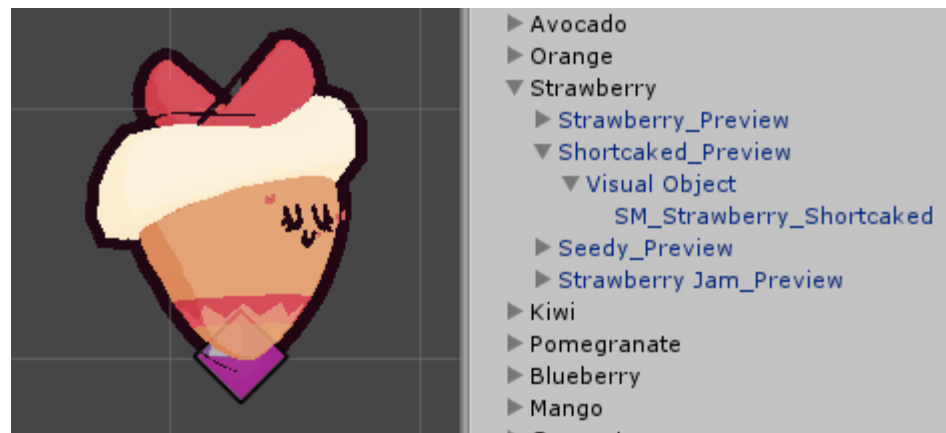 Avocado
Orange
Strawberry
Strawberry_Preview
Shortcaked_Preview
Visual Object
SM_Strawberry_Shortcaked
Seedy_Preview
Strawberry Jam_Preview
Kiwi
Pomegranate
Blueberry
Mango